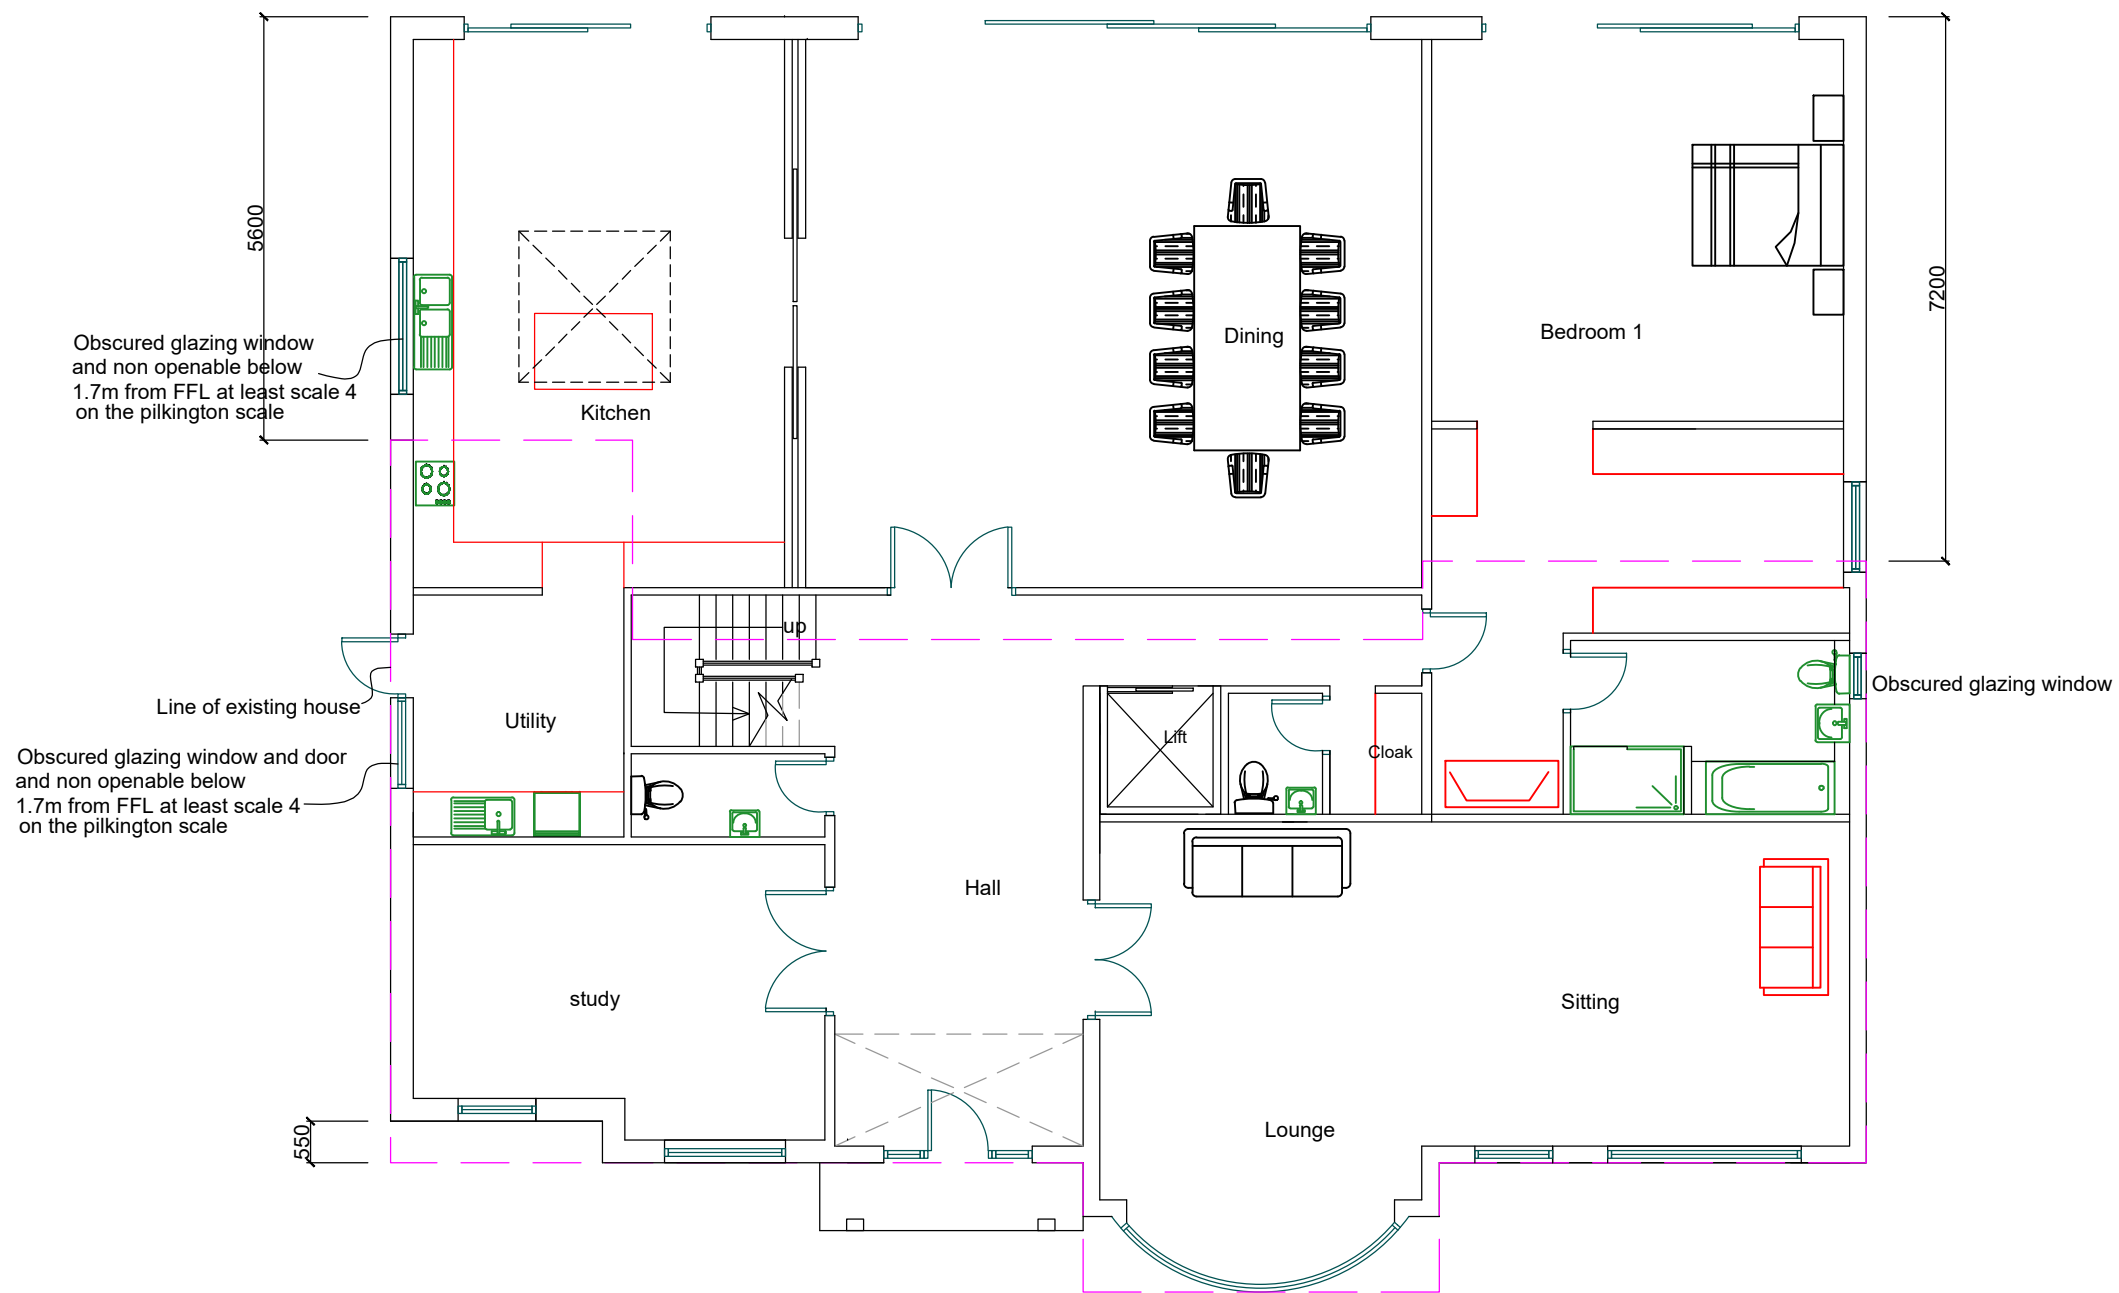 5600
7200
Obscured glazing window
and non openable below
1.7m from FFL at least scale 4
on the pilkington scale
Kitchen
Dining
Bedroom 1
up
Line of existing house
Utility
Lift
Cloak
Obscured glazing window
Obscured glazing window and door
and non openable below
1.7m from FFL at least scale 4
on the pilkington scale
Hall
study
Sitting
Lounge
550